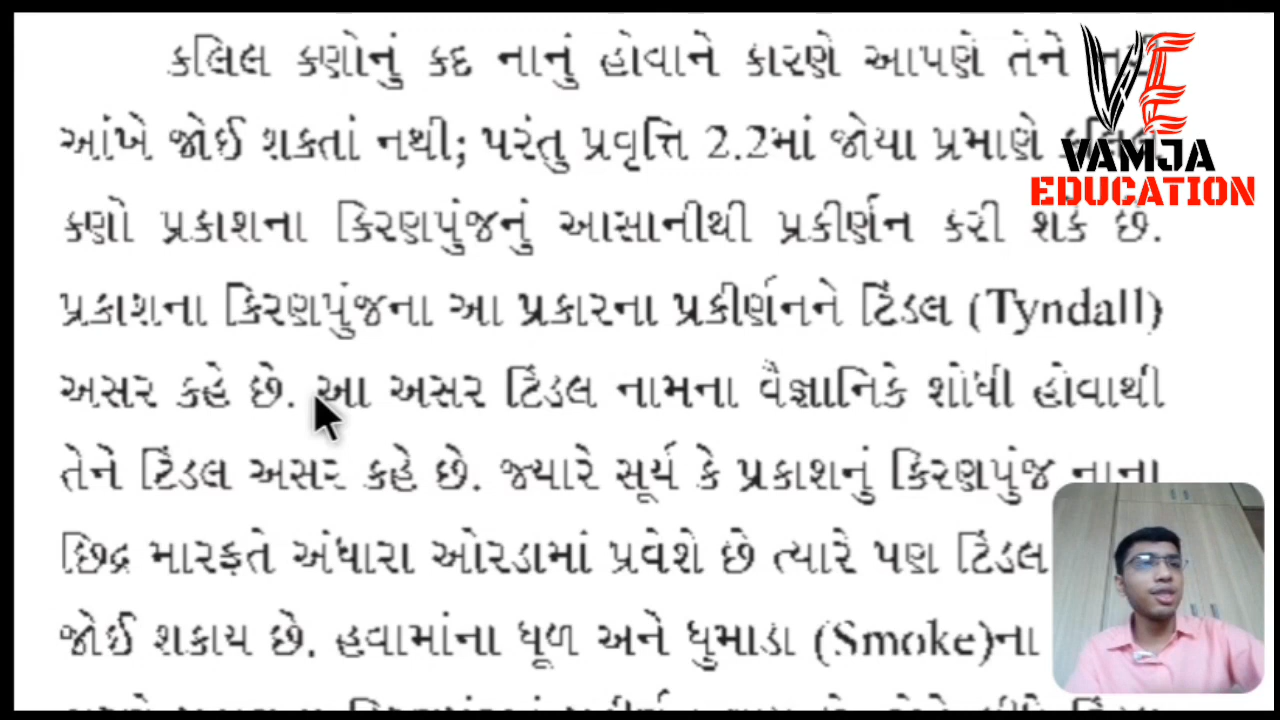 કલિલ કણોનું કદ નાનું હોવાને કારણે આપણે તેને
આંખે જોઈ શકતાં નથી; પરંતુ પ્રવૃત્તિ 2.2માં જોયા પ્રમાણે
કણો પ્રકાશના કિરણપુંજનું આસાનીથી પ્રકીર્ણન કરી શકે છે.
પ્રકાશના કિરણપુંજના આ પ્રકારના પ્રકીર્ણનને ટિંડલ (Tyndall)
અસર કહે છે. આ અસર ટિંડલ નામના વૈજ્ઞાનિકે શોધી હોવાથી
તેને ટિંડલ અસર કહે છે. જ્યારે સૂર્ય કે પ્રકાશનું કિરણપુંજ નાના
છિદ્ર મારફતે અંધારા ઓરડામાં પ્રવેશે છે ત્યારે પણ ટિંડલ
જોઈ શકાય છે. હવામાંના ધૂળ અને ધુમાડા (Smoke)ના
VE
VAMJA
EDUCATION